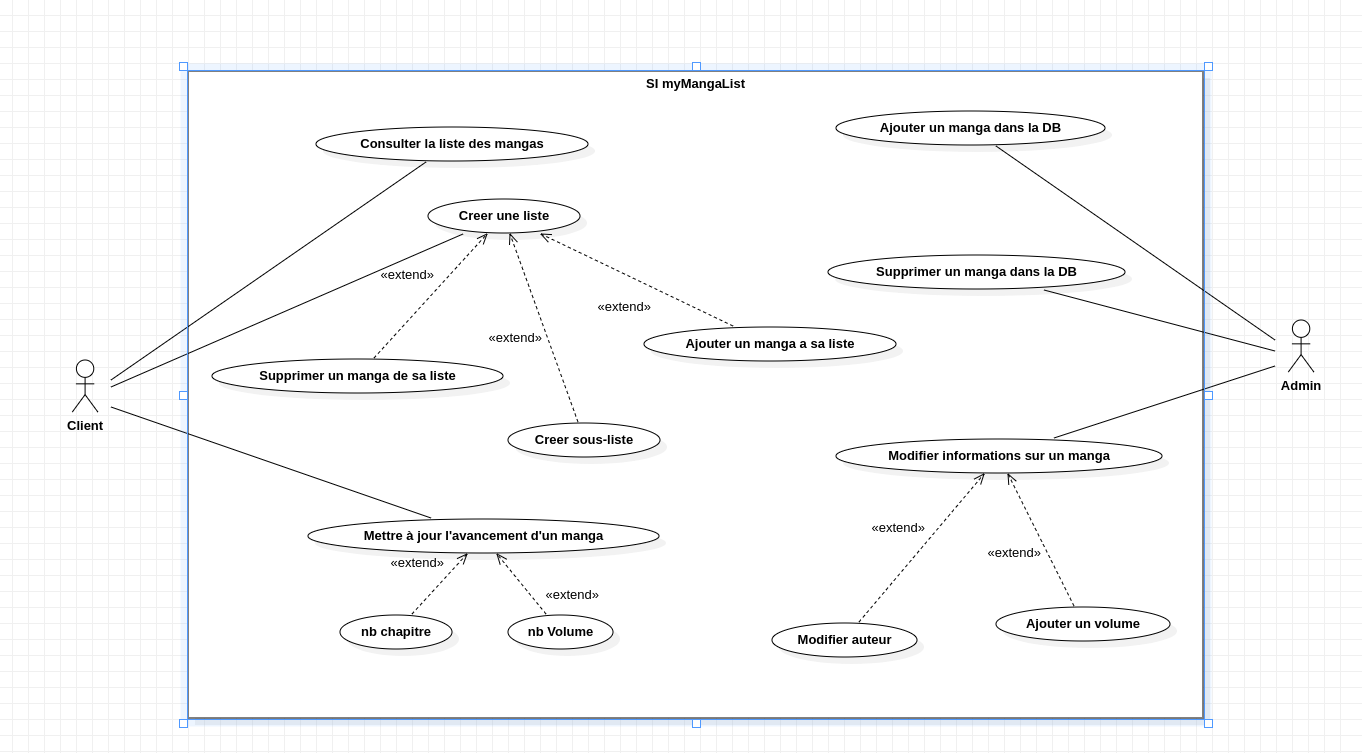 SI myMangaList
Consulter la liste des mangas
Ajouter un manga dans la DB
Creer une liste
«extend»
Supprimer un manga dans la DB
«extend»
«extend»
Ajouter un manga a sa liste
Supprimer un manga de sa liste
Admin
Client
Creer sous-liste
Modifier informations sur un manga
«extend»
Mettre à jour l'avancement d'un manga
«extend»
«extend»
«extend»
nb chapitre
nb Volume
Ajouter un volume
Modifier auteur